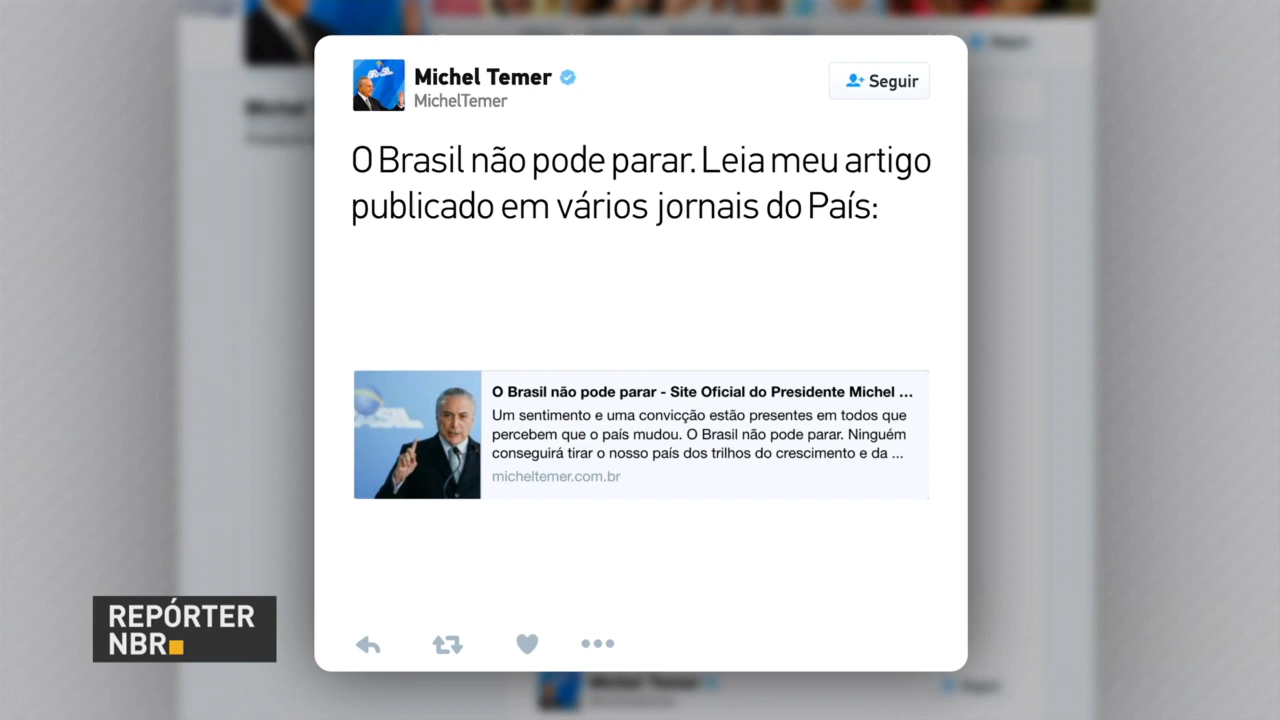 Michel Temer
MichelTemer
Seguir
O Brasil não pode parar. Leia meu artigo
publicado em vários jornais do País:
O Brasil não pode parar - Site Oficial do Presidente Michel ...
Um sentimento e uma convicção estão presentes em todos que
percebem que o país mudou. O Brasil não pode parar. Ninguém
conseguirá tirar o nosso país dos trilhos do crescimento e da ...
micheltemer.com.br
REPÓRTER
NBR
Michel Temer